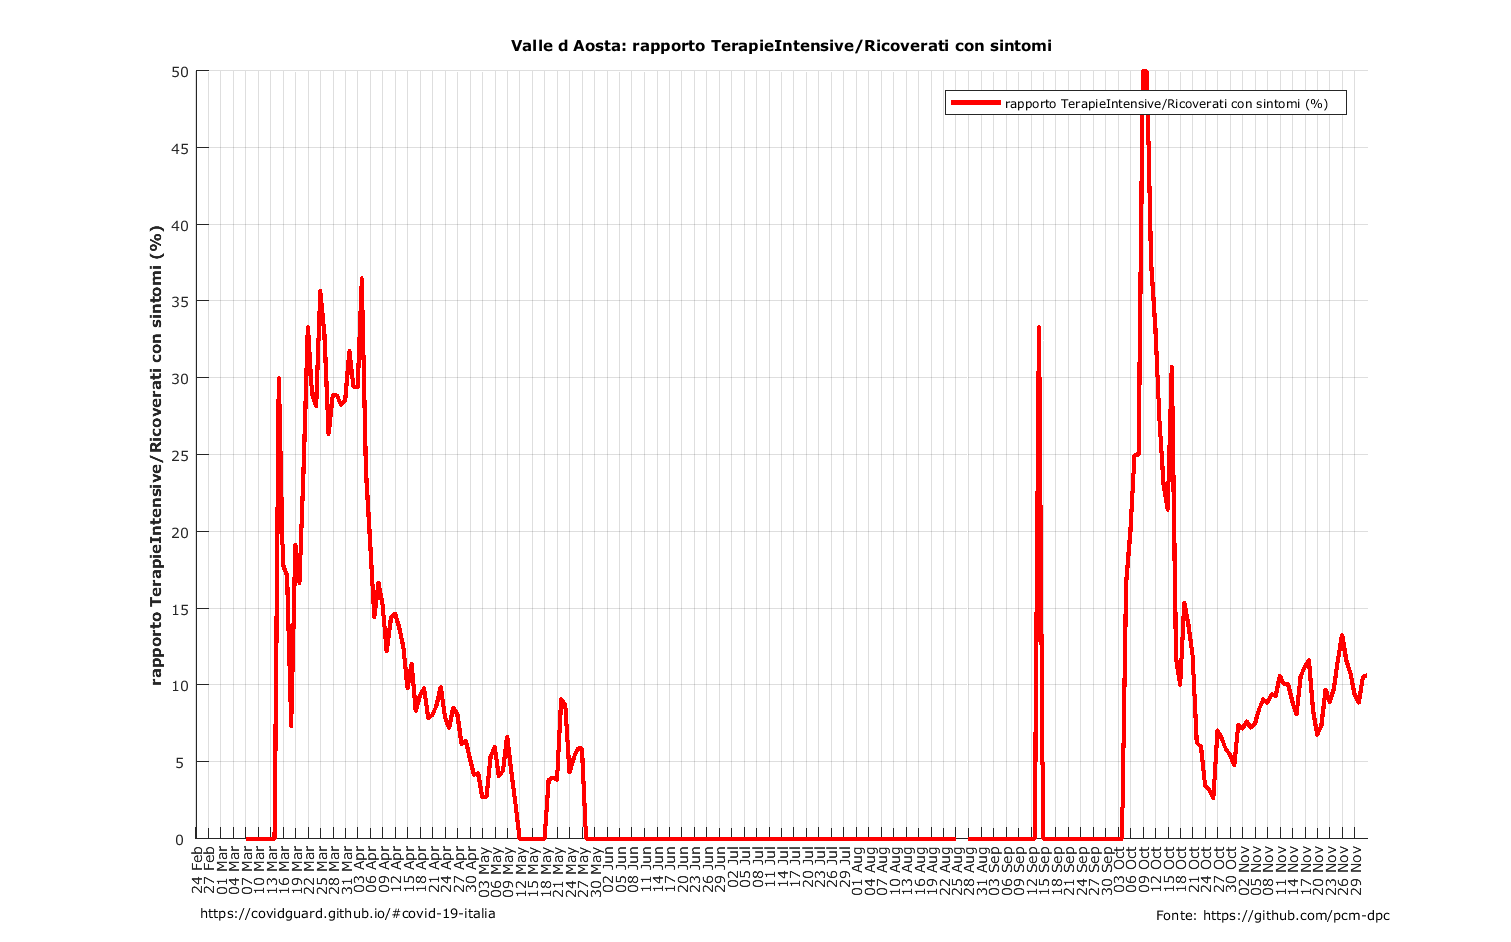 Valle d Aosta: rapporto TerapieIntensive/Ricoverati con sintomi
rapporto TerapieIntensive/Ricoverati con sintomi (%)
rapporto TerapieIntensive/Ricoverati con sintomi (%)
50
45
40
35
30
25
20
15
10
5
0
24 Feb
27 Feb
01 Mar
04 Mar
07 Mar
10 Mar
13 Mar
16 Mar
19 Mar
22 Mar
25 Mar
28 Mar
31 Mar
03 Apr
06 Apr
09 Apr
12 Apr
15 Apr
18 Apr
21 Apr
24 Apr
27 Apr
30 Apr
03 May
06 May
09 May
12 May
15 May
18 May
21 May
24 May
27 May
30 May
02 Jun
05 Jun
08 Jun
11 Jun
14 Jun
17 Jun
20 Jun
23 Jun
26 Jun
29 Jun
02 Jul
05 Jul
08 Jul
11 Jul
14 Jul
17 Jul
20 Jul
23 Jul
26 Jul
29 Jul
01 Aug
04 Aug
07 Aug
10 Aug
13 Aug
16 Aug
19 Aug
22 Aug
25 Aug
28 Aug
31 Aug
03 Sep
06 Sep
09 Sep
12 Sep
15 Sep
18 Sep
21 Sep
24 Sep
27 Sep
30 Sep
03 Oct
06 Oct
09 Oct
12 Oct
15 Oct
18 Oct
21 Oct
24 Oct
27 Oct
30 Oct
02 Nov
05 Nov
08 Nov
11 Nov
14 Nov
17 Nov
20 Nov
23 Nov
26 Nov
29 Nov
https://covidguard.github.io/#covid-19-italia
Fonte: https://github.com/pcm-dpc